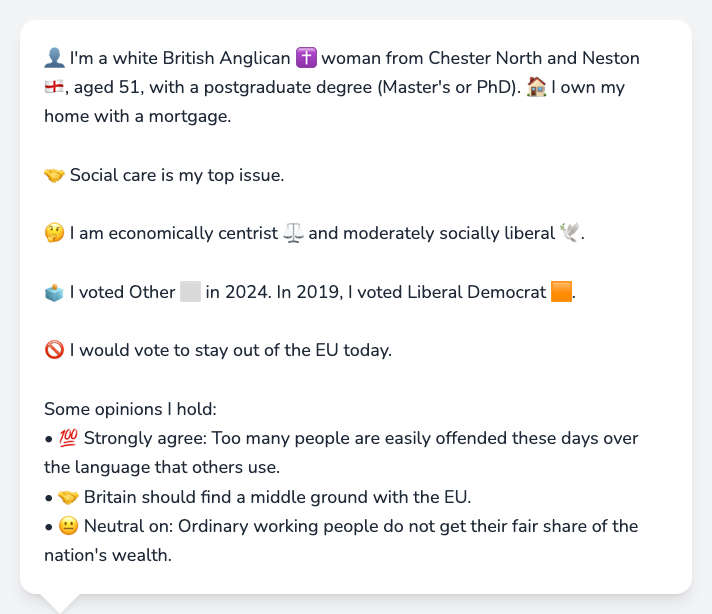 👤 I'm a white British Anglican ✝️ woman from Chester North and Neston
🏴󠁧󠁢󠁥󠁮󠁧󠁿, aged 51, with a postgraduate degree (Master's or PhD). 🏠 I own my
home with a mortgage.
🤝 Social care is my top issue.
🤔 I am economically centrist ⚖️ and moderately socially liberal 🕊️.
🗳️ I voted Other ⬜ in 2024. In 2019, I voted Liberal Democrat 🟧.
🚫 I would vote to stay out of the EU today.
Some opinions I hold:
• 💯 Strongly agree: Too many people are easily offended these days over
the language that others use.
• 🤝 Britain should find a middle ground with the EU.
• 😐 Neutral on: Ordinary working people do not get their fair share of the
nation's wealth.